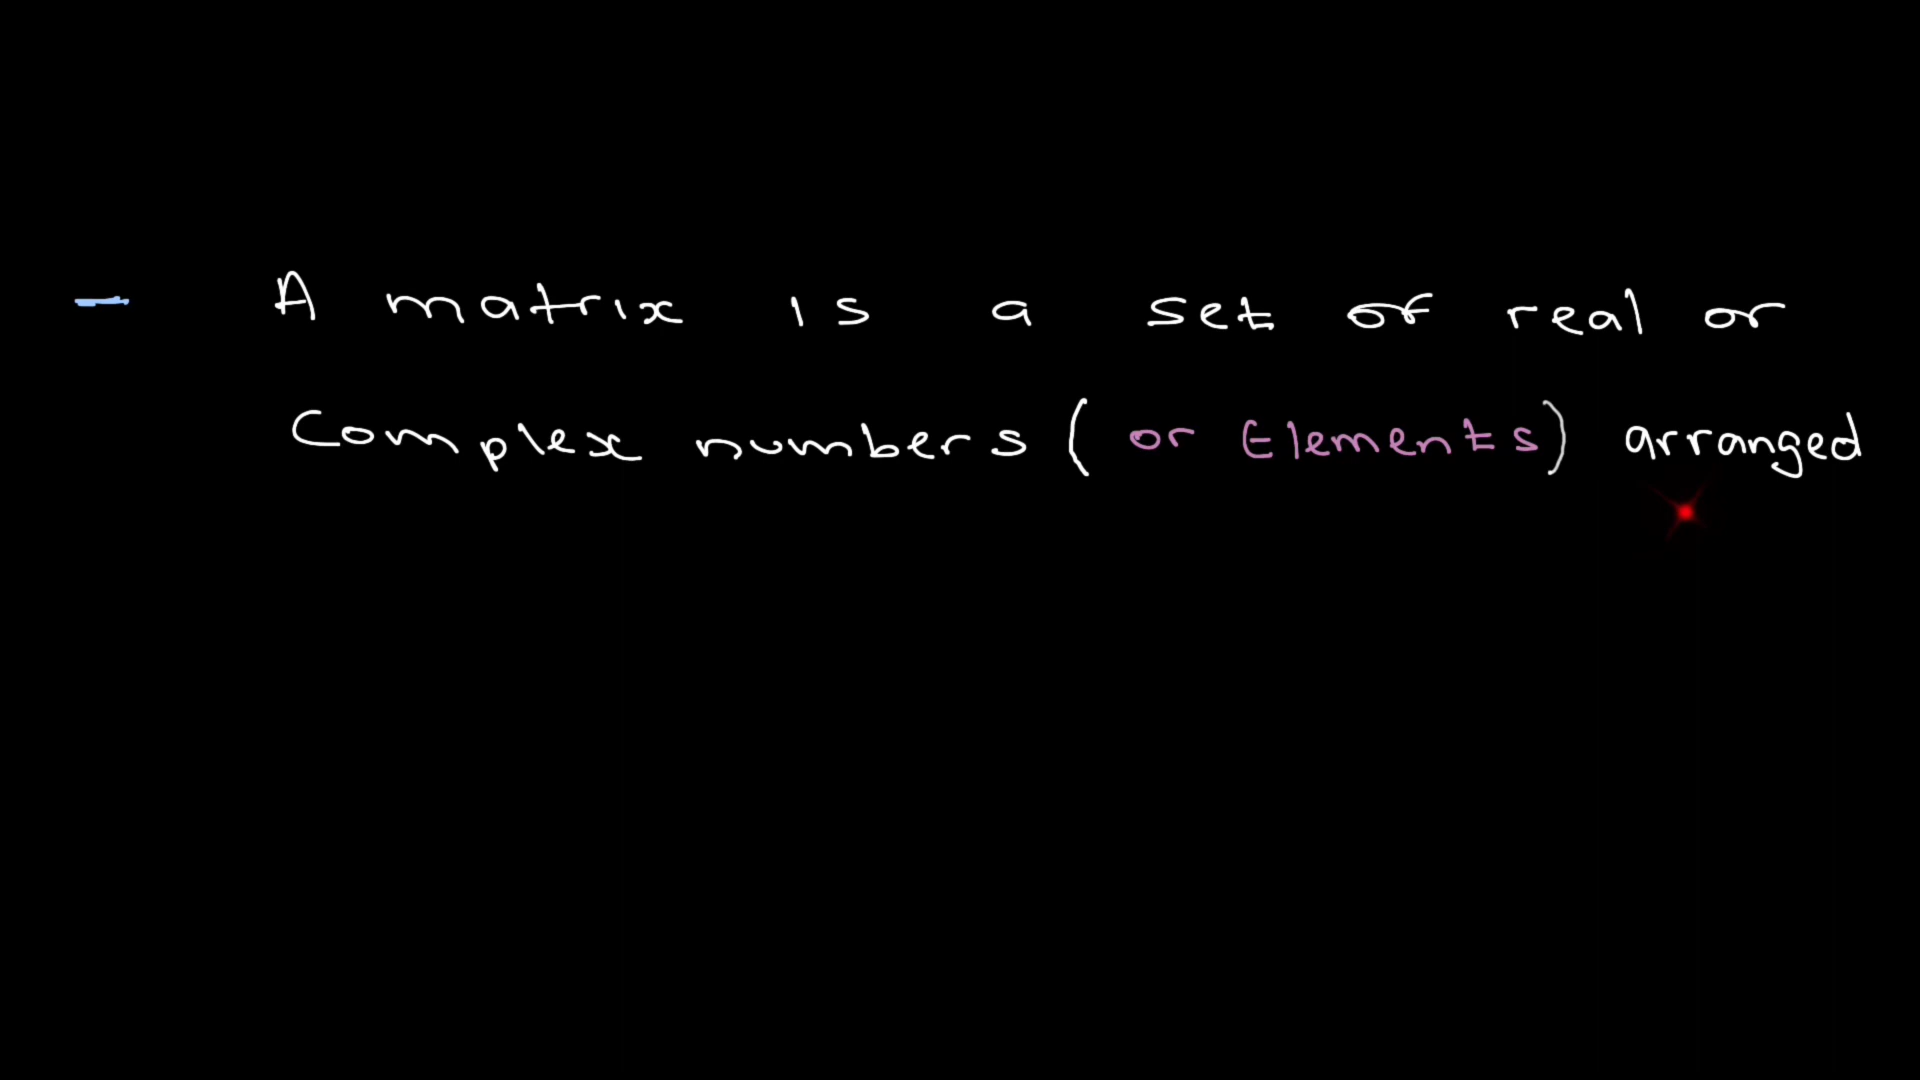 - A matrix is a set of real or
Complex numbers ( or Elements) arranged